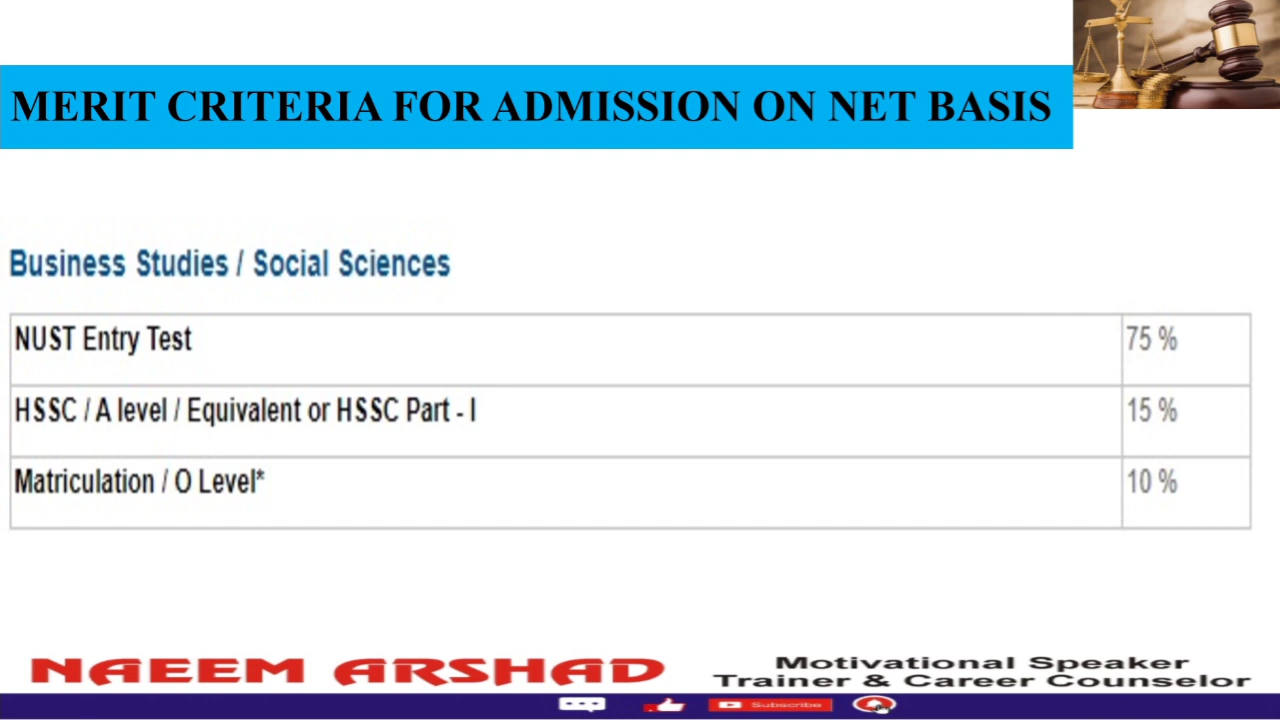 MERIT CRITERIA FOR ADMISSION ON NET BASIS
Business Studies / Social Sciences
NUST Entry Test 75 %
HSSC / A level / Equivalent or HSSC Part - I 15 %
Matriculation / O Level* 10 %
NAEEM ARSHAD
Motivational Speaker
Trainer & Career Counselor
Subscribe